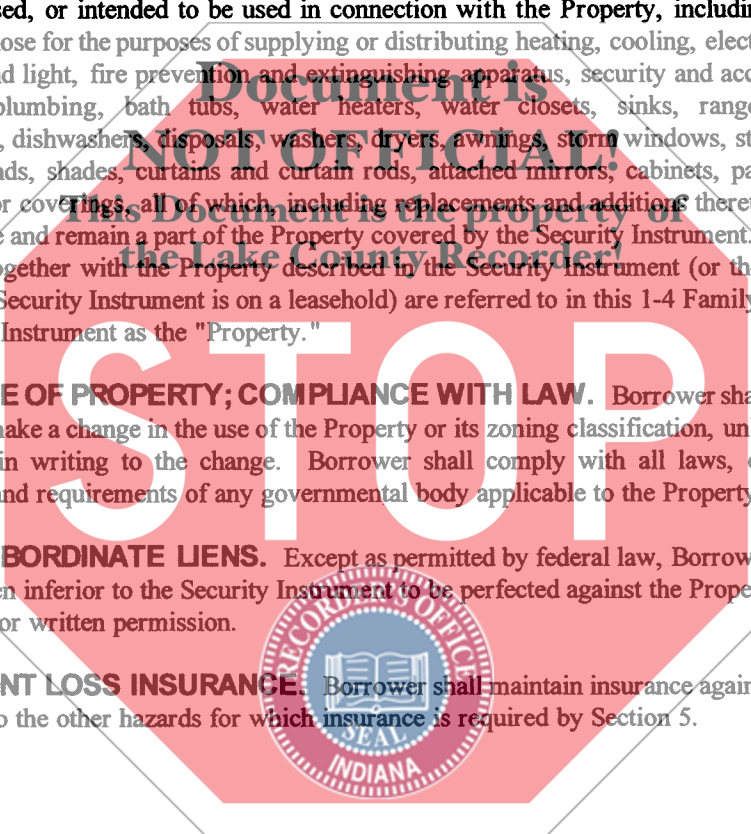 sed, or intended to be used in connection with the Property, includin
ose for the purposes of supplying or distributing heating, cooling, elect
d light, fire prevention and extinguishing apparatus, security and acc
plumbing, bath tubs, water heaters, water closets, sinks, rang
, dishwashers, disposals, washers, dryers, awnings, storm windows, st
ds, shades, curtains and curtain rods, attached mirrors, cabinets, pa
r coverings, all of which, including replacements and additions there
e and remain a part of the Property covered by the Security Instrument.
ogether with the Property described in the Security Instrument (or th
Security Instrument is on a leasehold) are referred to in this 1-4 Family
Instrument as the "Property."
Document is
NOT OFFICIAL!
This Document is the property of
the Lake County Recorder!
STOP
E OF PROPERTY; COMPLIANCE WITH LAW. Borrower sha
nake a change in the use of the Property or its zoning classification, un
in writing to the change. Borrower shall comply with all laws,
nd requirements of any governmental body applicable to the Property
BORDINATE LIENS. Except as permitted by federal law, Borrow
en inferior to the Security Instrument to be perfected against the Prope
or written permission.
NT LOSS INSURANCE. Borrower shall maintain insurance again
o the other hazards for which insurance is required by Section 5.
RECORDER'S OFFICE
SEAL
INDIANA